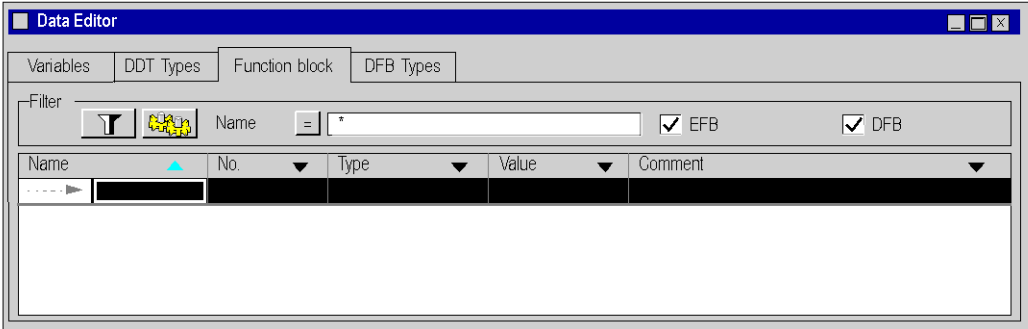 Data Editor
Variables DDT Types Function block DFB Types
Filter
Name = * EFB DFB
Name No. Type Value Comment